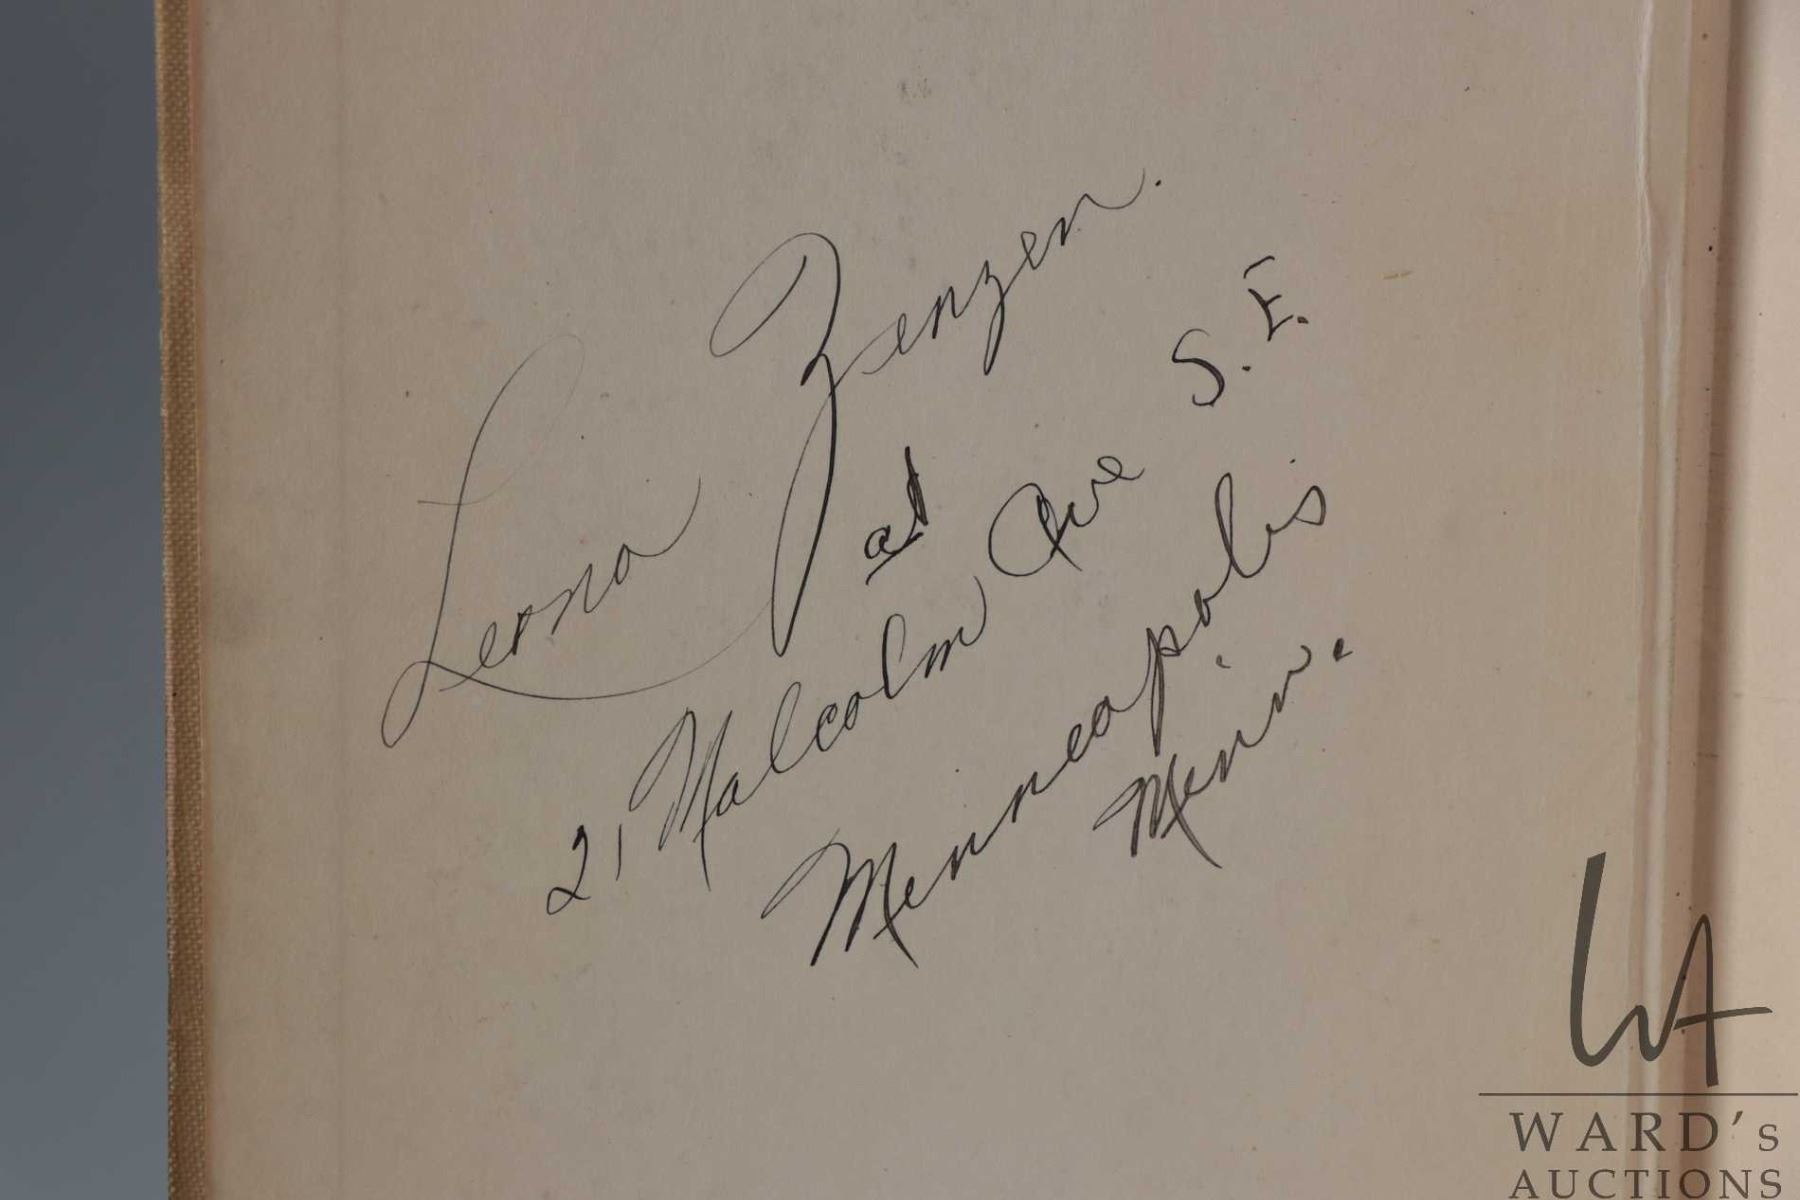 Leona Zenzen.
at
21 Malcolm Ave S.E.
Minneapolis
Minn.
WARD's
AUCTIONS